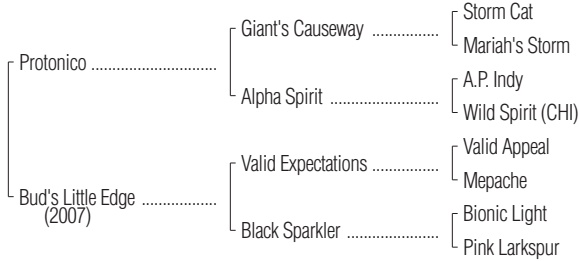 Storm Cat
Giant's Causeway ................
Mariah's Storm
Protonico ..............................
A.P. Indy
Alpha Spirit ..........................
Wild Spirit (CHI)
Valid Appeal
Valid Expectations .................
Mepache
Bud's Little Edge ..................
(2007)
Bionic Light
Black Sparkler ......................
Pink Larkspur